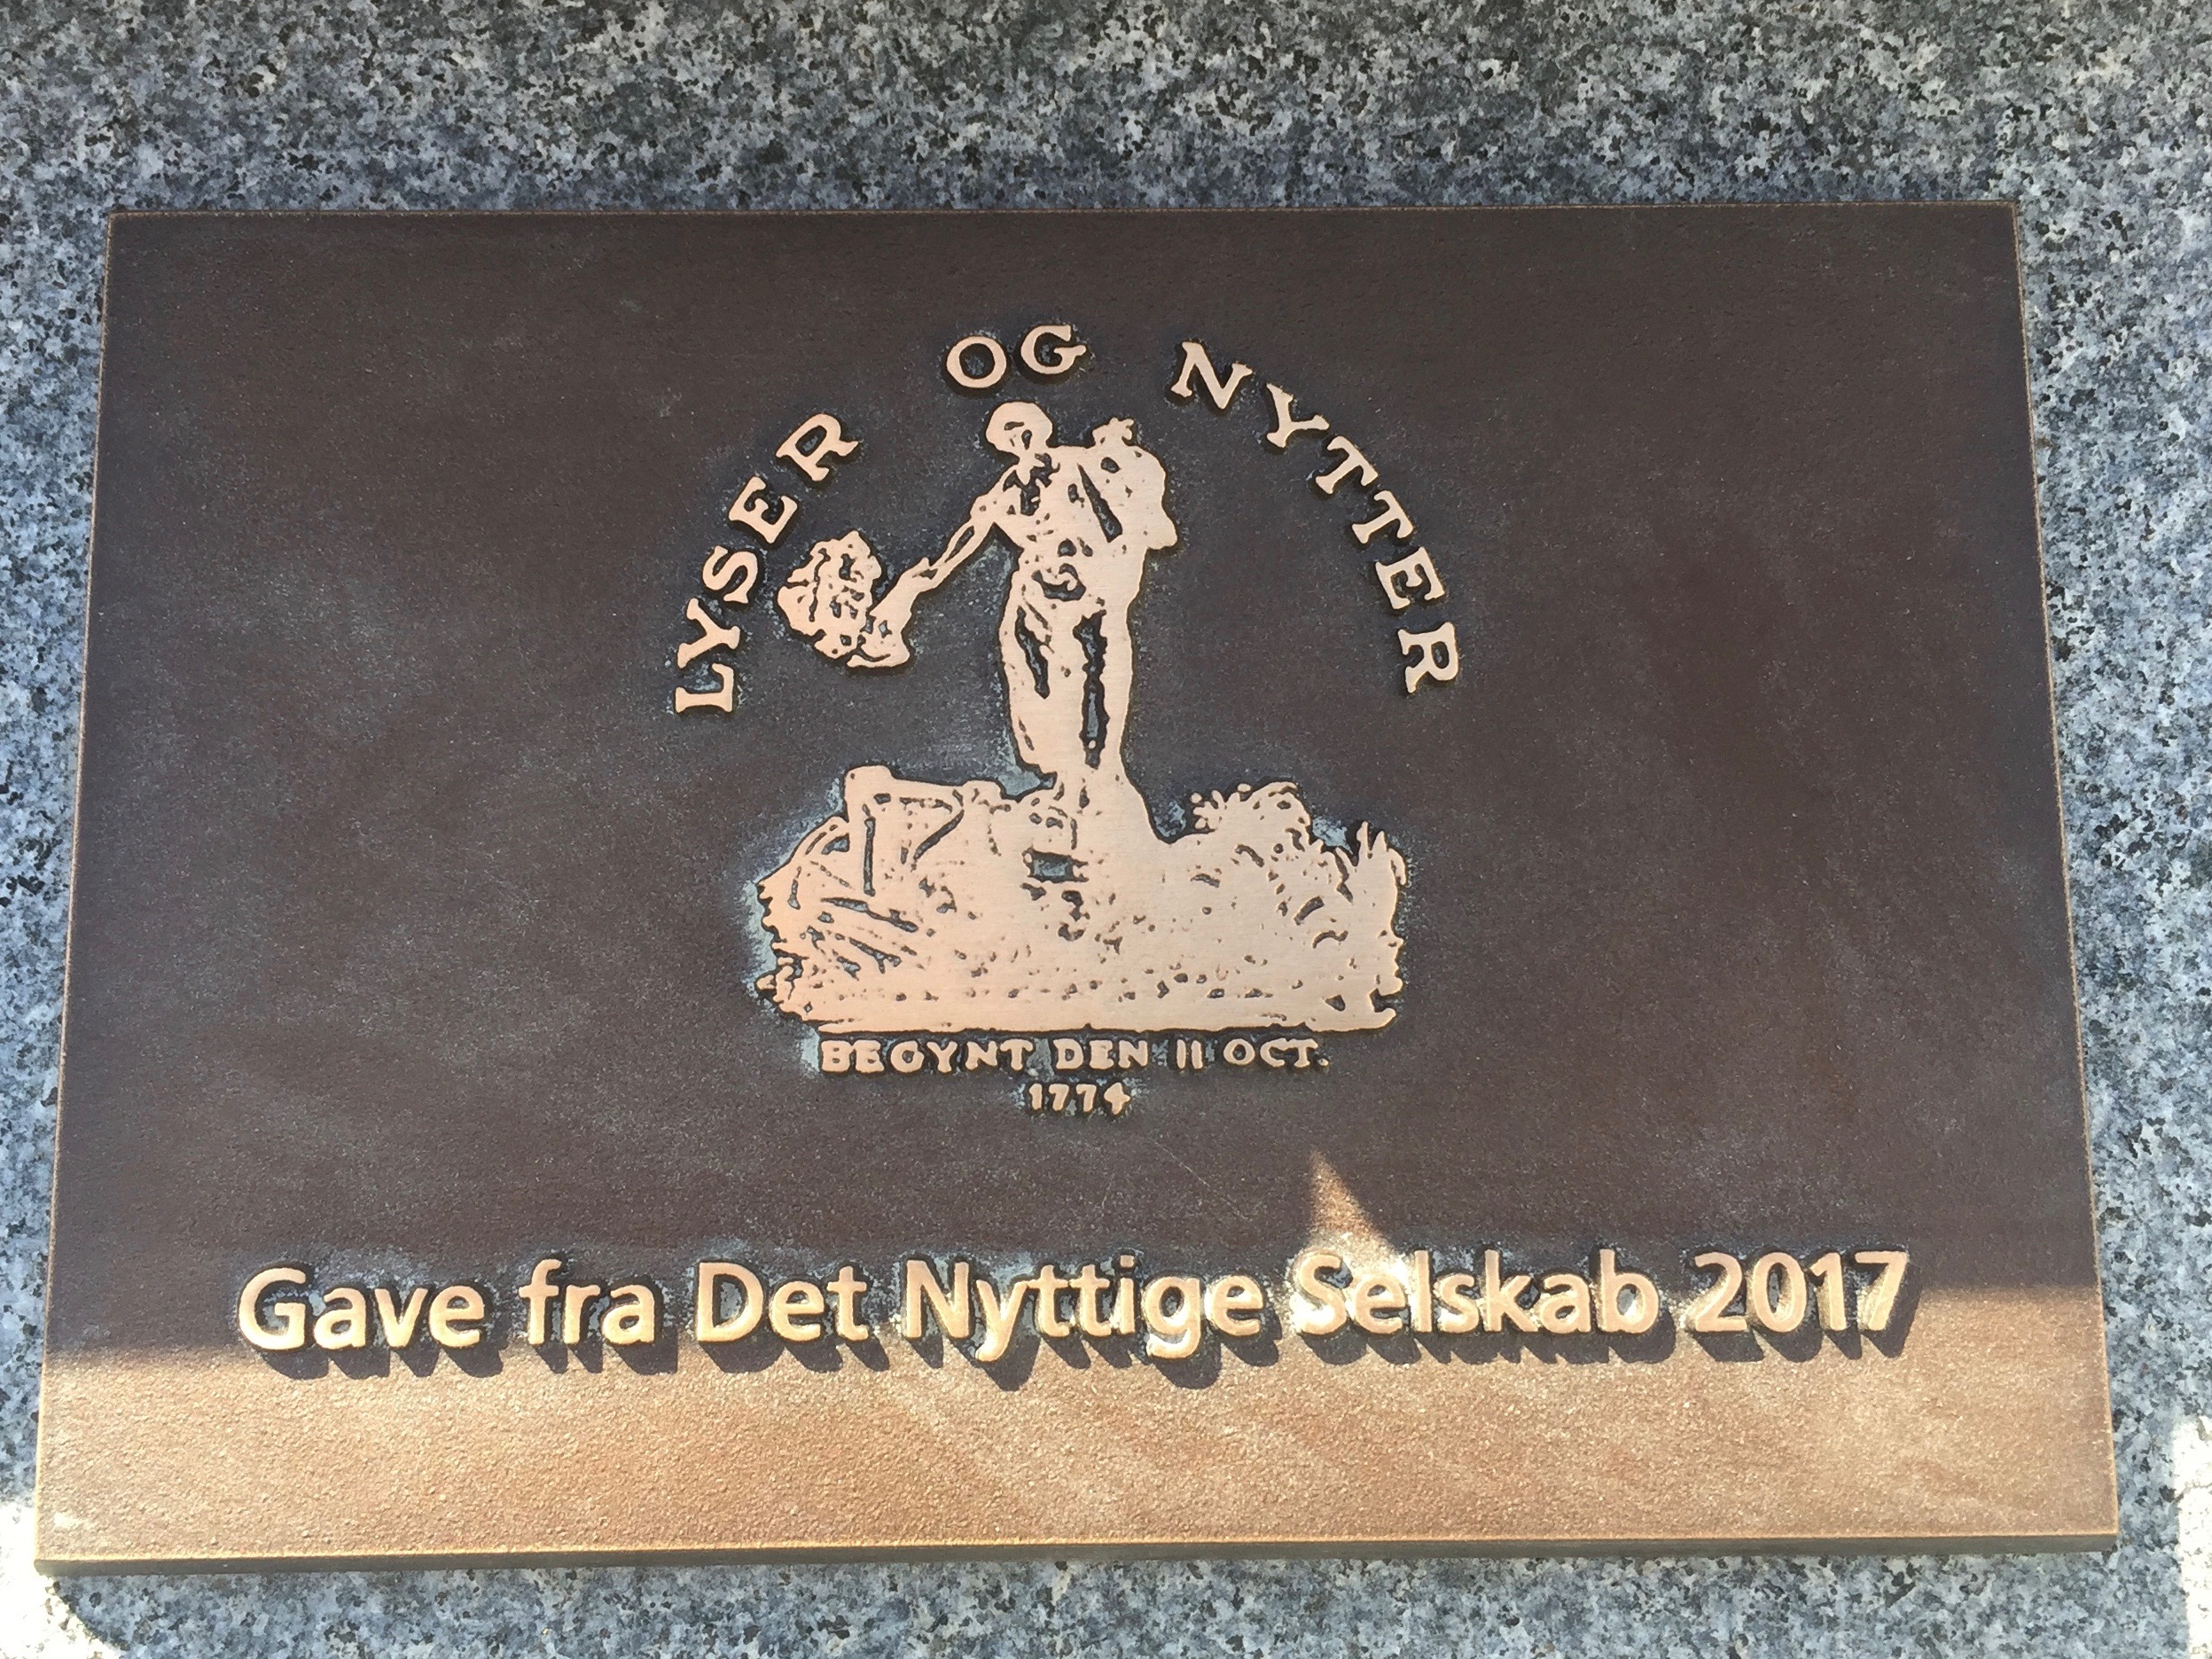 LYSER OG NYTTER
BEGYNT DEN 11 OCT.
1774
Gave fra Det Nyttige Selskab 2017